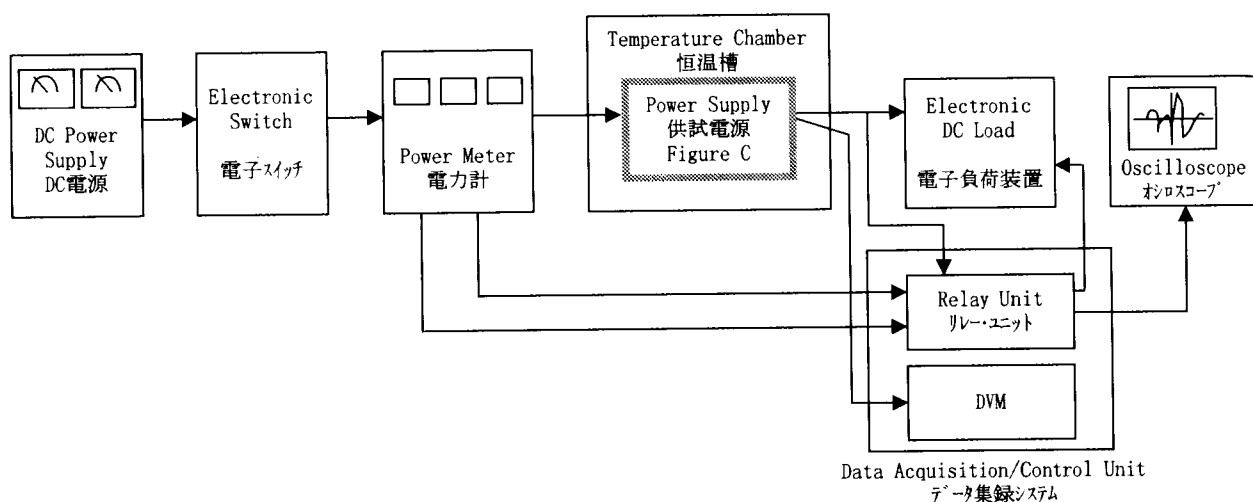 Temperature Chamber
恒温槽
Power Supply
供試電源
Figure C
DC Power
Supply
DC電源
Electronic
Switch
電子ｽｲｯﾁ
Power Meter
電力計
Electronic
DC Load
電子負荷装置
Oscilloscope
ｵｼﾛｽｺｰﾌﾟ
Relay Unit
ﾘﾚｰ･ﾕﾆｯﾄ
DVM
Data Acquisition/Control Unit
ﾃﾞｰﾀ集録ｼｽﾃﾑ